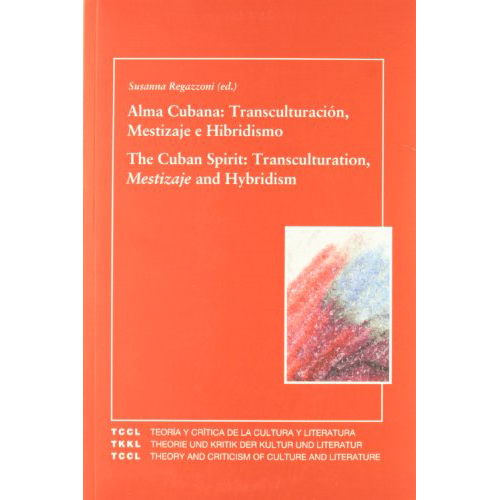 Susanna Regazzoni (ed.)
Alma Cubana: Transculturación,
Mestizaje e Hibridismo
The Cuban Spirit: Transculturation,
Mestizaje and Hybridism
TCCL TEORÍA Y CRÍTICA DE LA CULTURA Y LITERATURA
TKKL THEORIE UND KRITIK DER KULTUR UND LITERATUR
TCCL THEORY AND CRITICISM OF CULTURE AND LITERATURE